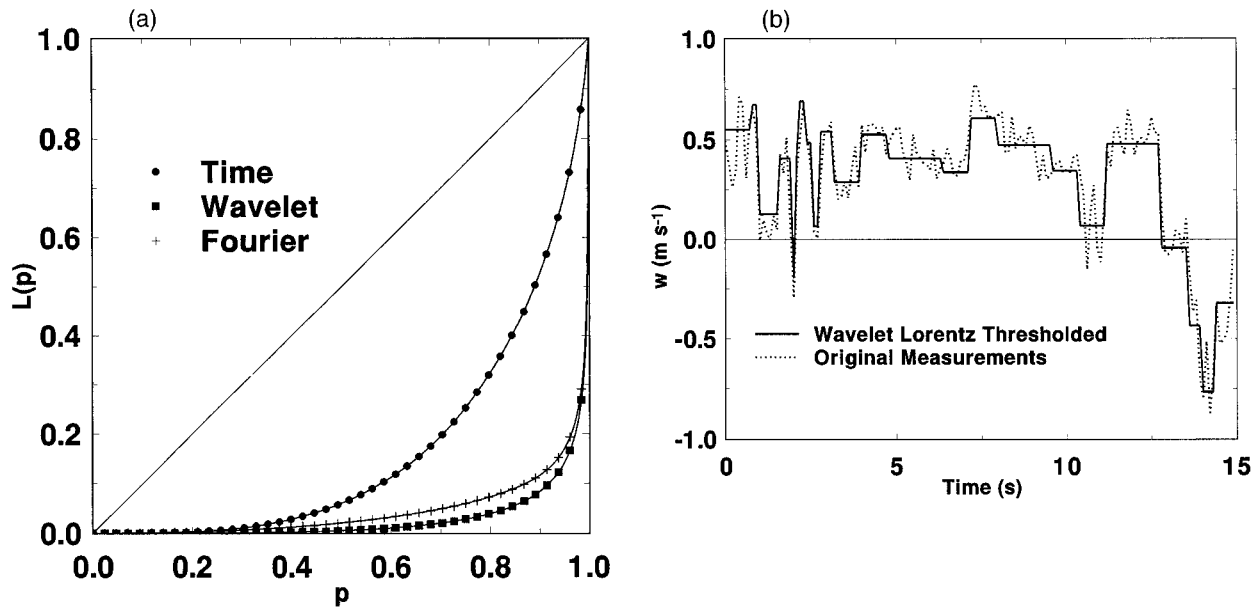 (a)
1.0
0.8
0.6
0.4
0.2
0.0
L(p)
Time
Wavelet
Fourier
0.0 0.2 0.4 0.6 0.8 1.0
p
(b)
1.0
0.5
0.0
-0.5
-1.0
w (m s⁻¹)
Wavelet Lorentz Thresholded
Original Measurements
0 5 10 15
Time (s)